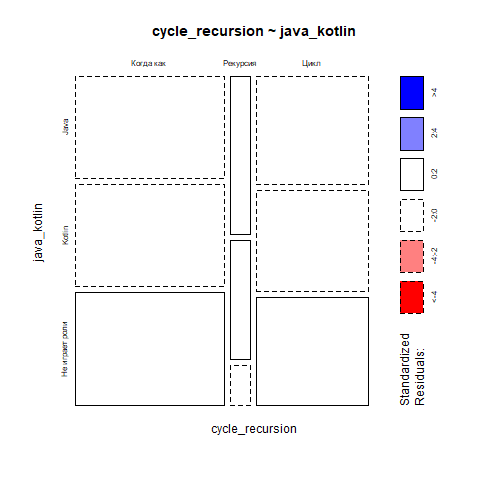 cycle_recursion ~ java_kotlin
Когда как
Рекурсия
Цикл
Java
Kotlin
Не играет роли
java_kotlin
cycle_recursion
>4
2:4
0:2
-2:0
-4:-2
<-4
Standardized
Residuals: